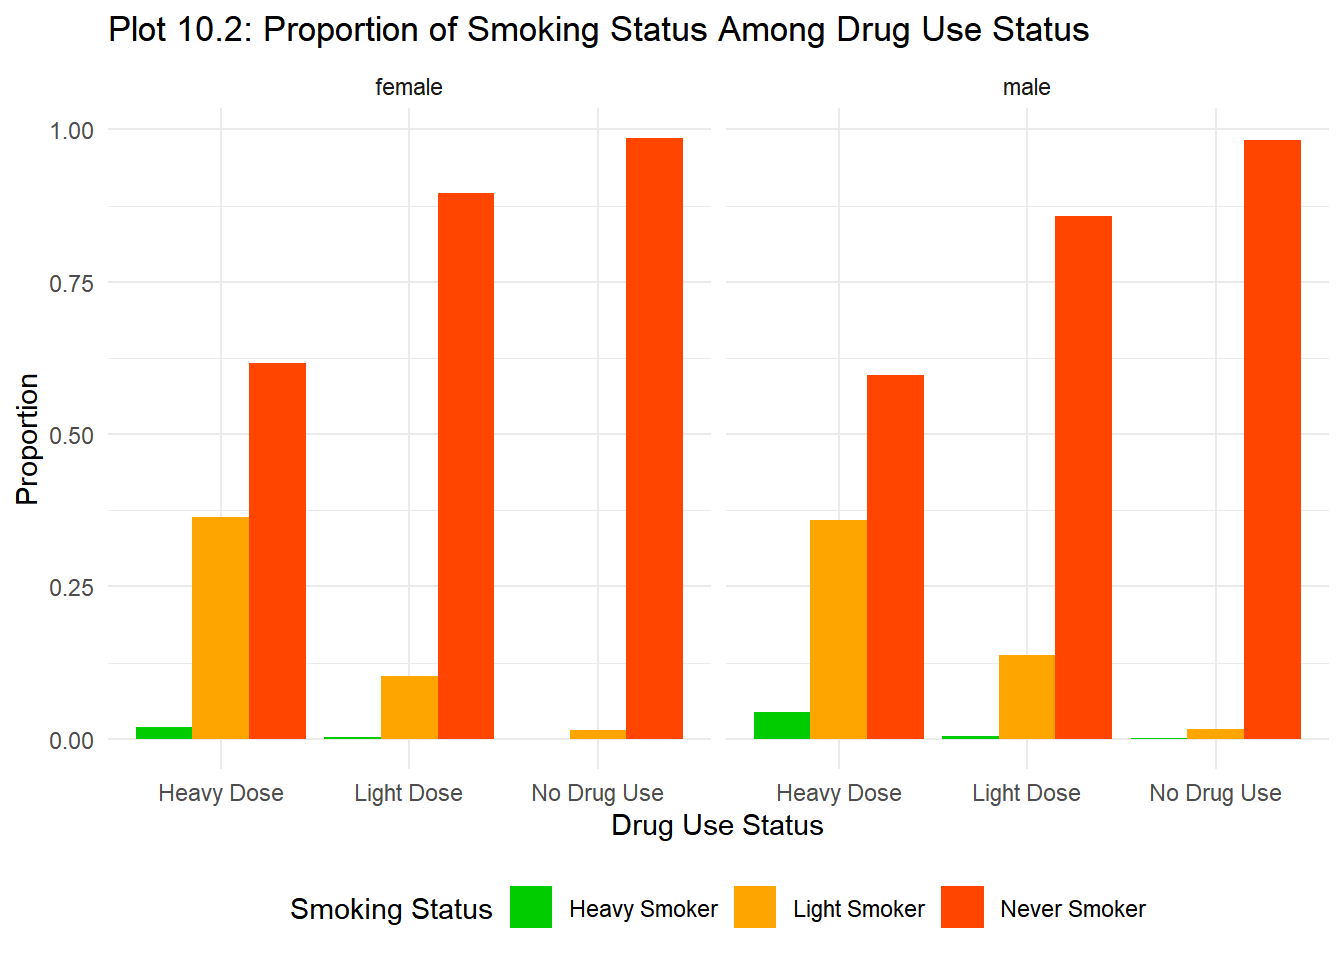 Plot 10.2: Proportion of Smoking Status Among Drug Use Status
female
male
1.00
0.75
0.50
0.25
0.00
Proportion
Heavy Dose Light Dose No Drug Use Heavy Dose Light Dose No Drug Use
Drug Use Status
Smoking Status Heavy Smoker Light Smoker Never Smoker